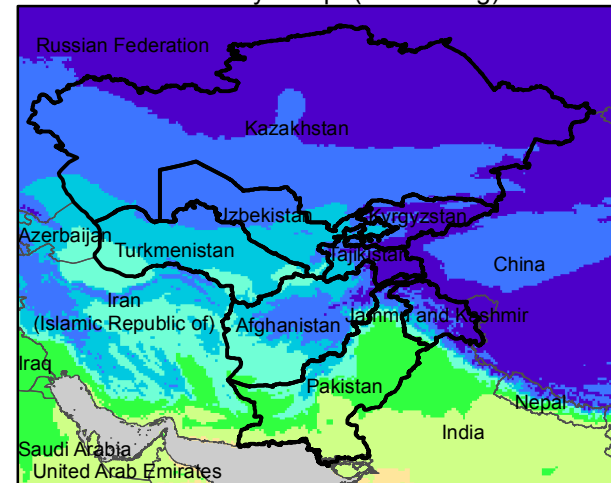 Russian Federation
Kazakhstan
Uzbekistan
Kyrgyzstan
Azerbaijan
Turkmenistan
Tajikistan
China
Iran
(Islamic Republic of)
Afghanistan
Jammu and Kashmir
Iraq
Pakistan
Nepal
India
Saudi Arabia
United Arab Emirates